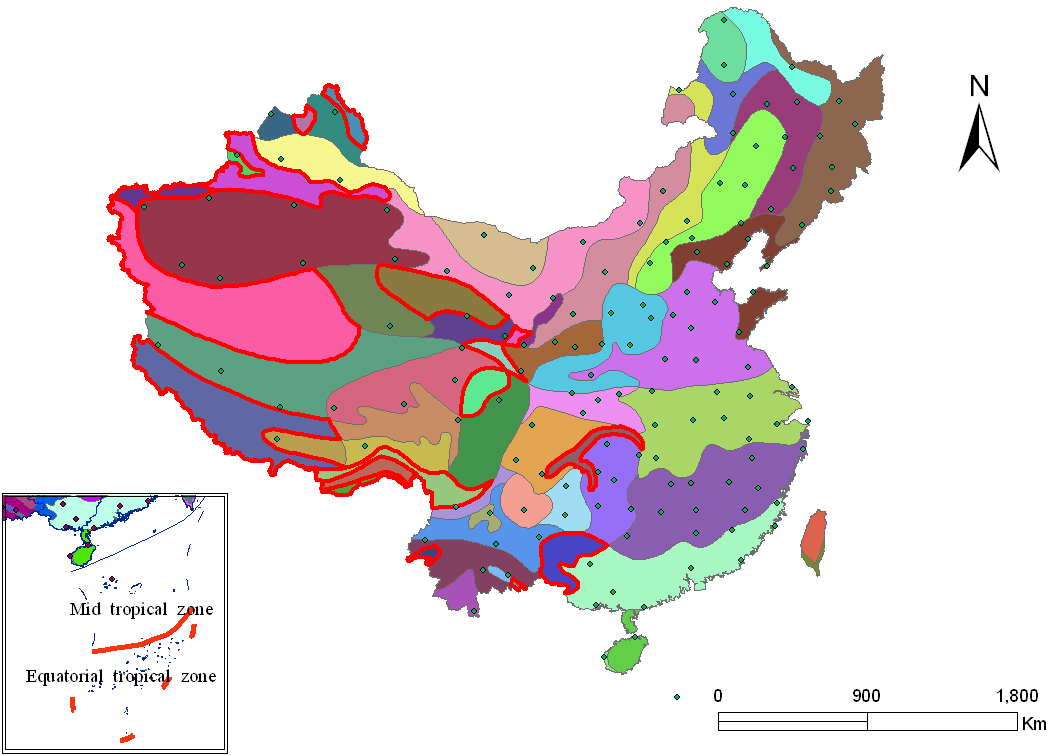 N
Mid tropical zone
Equatorial tropical zone
0 900 1,800
Km